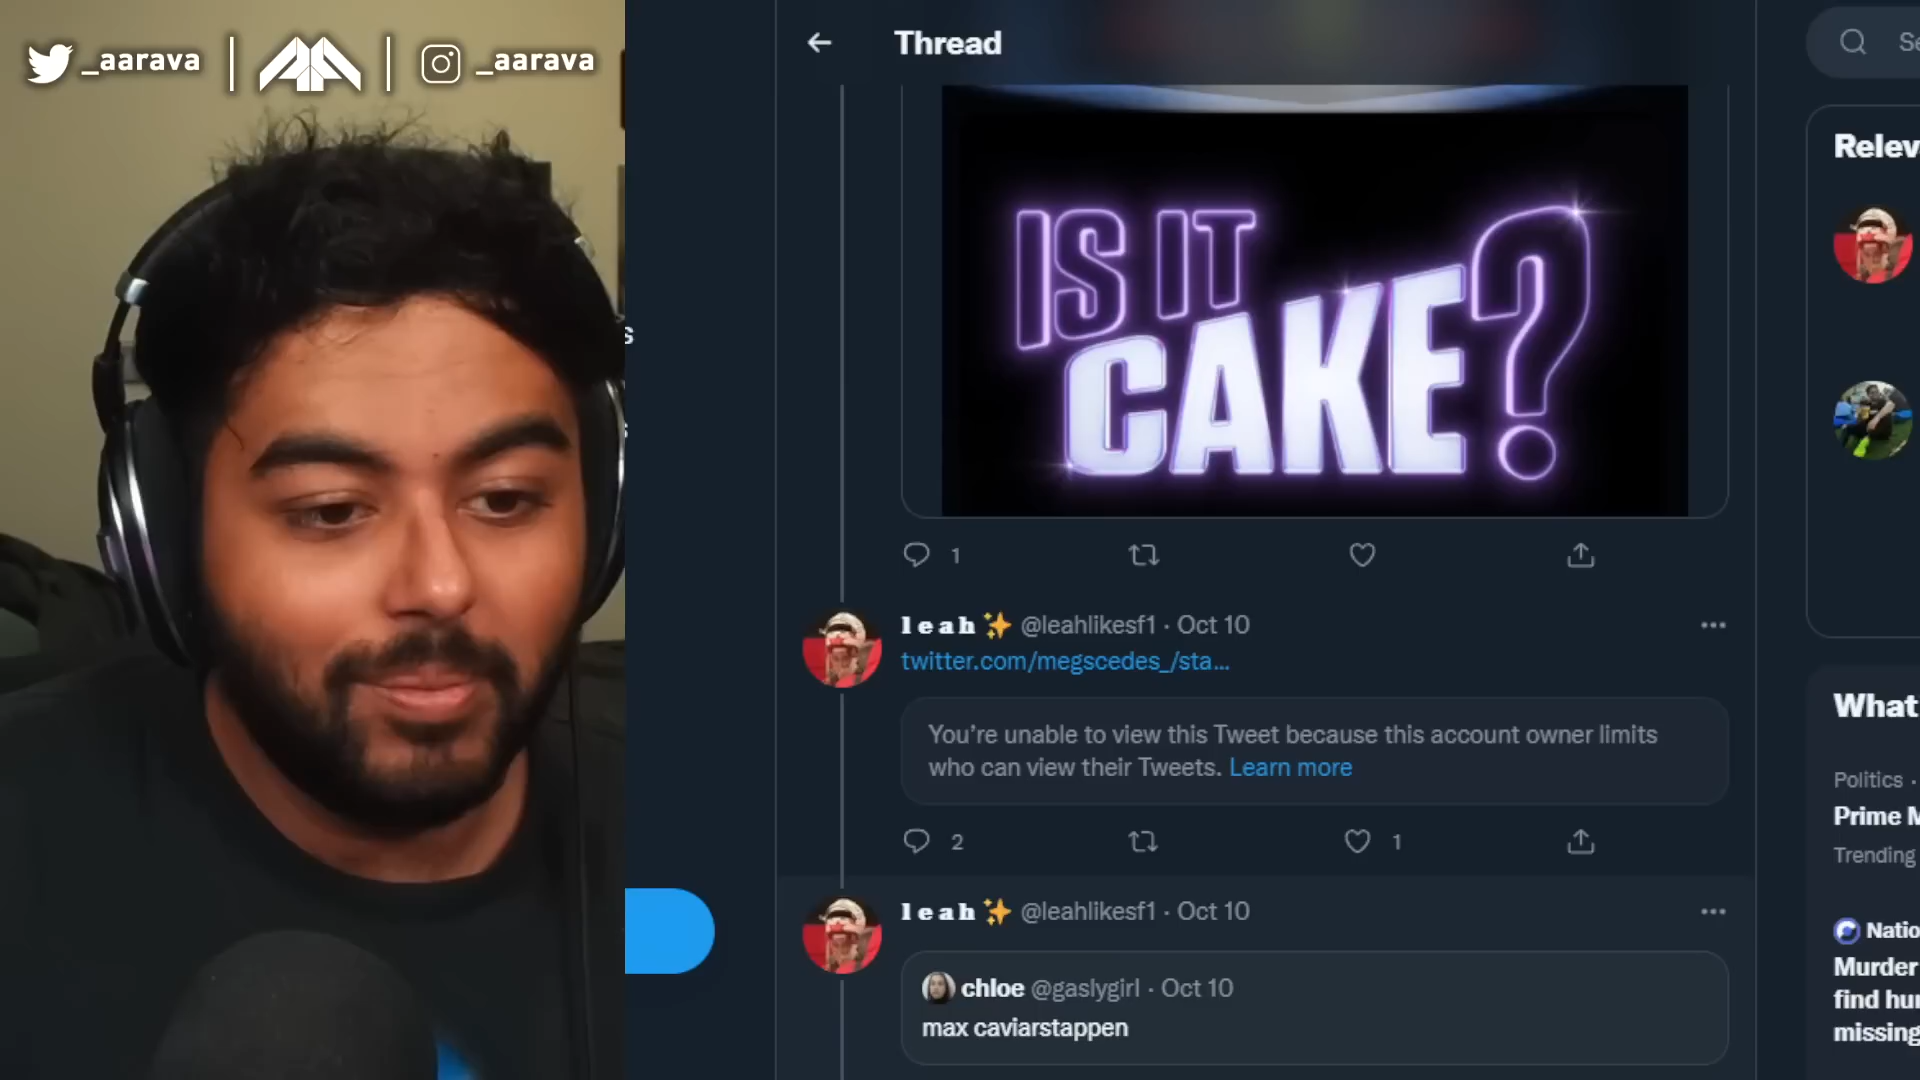 _aarava
_aarava
s
s
Thread
IS IT
CAKE?
1
leah✨ @leahlikesf1 · Oct 10
twitter.com/megscedes_/sta...
You're unable to view this Tweet because this account owner limits
who can view their Tweets. Learn more
2
1
leah✨ @leahlikesf1 · Oct 10
chloe @gaslygirl · Oct 10
max caviarstappen
Se
Relev
What
Politics ·
Prime M
Trending
Natio
Murder
find hu
missing